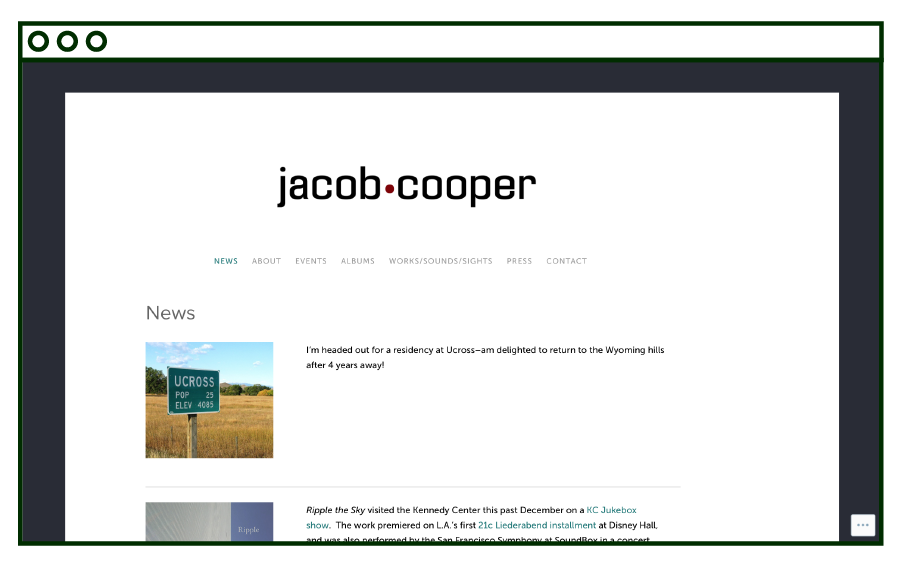 jacob•cooper
NEWS ABOUT EVENTS ALBUMS WORKS/SOUNDS/SIGHTS PRESS CONTACT
News
I'm headed out for a residency at Ucross–am delighted to return to the Wyoming hills
after 4 years away!
UCROSS
POP 25
ELEV 4085
Ripple the Sky visited the Kennedy Center this past December on a KC Jukebox
show. The work premiered on L.A.'s first 21c Liederabend installment at Disney Hall,
Ripple
and was also performed by the San Francisco Symphony at SoundBox in a concert